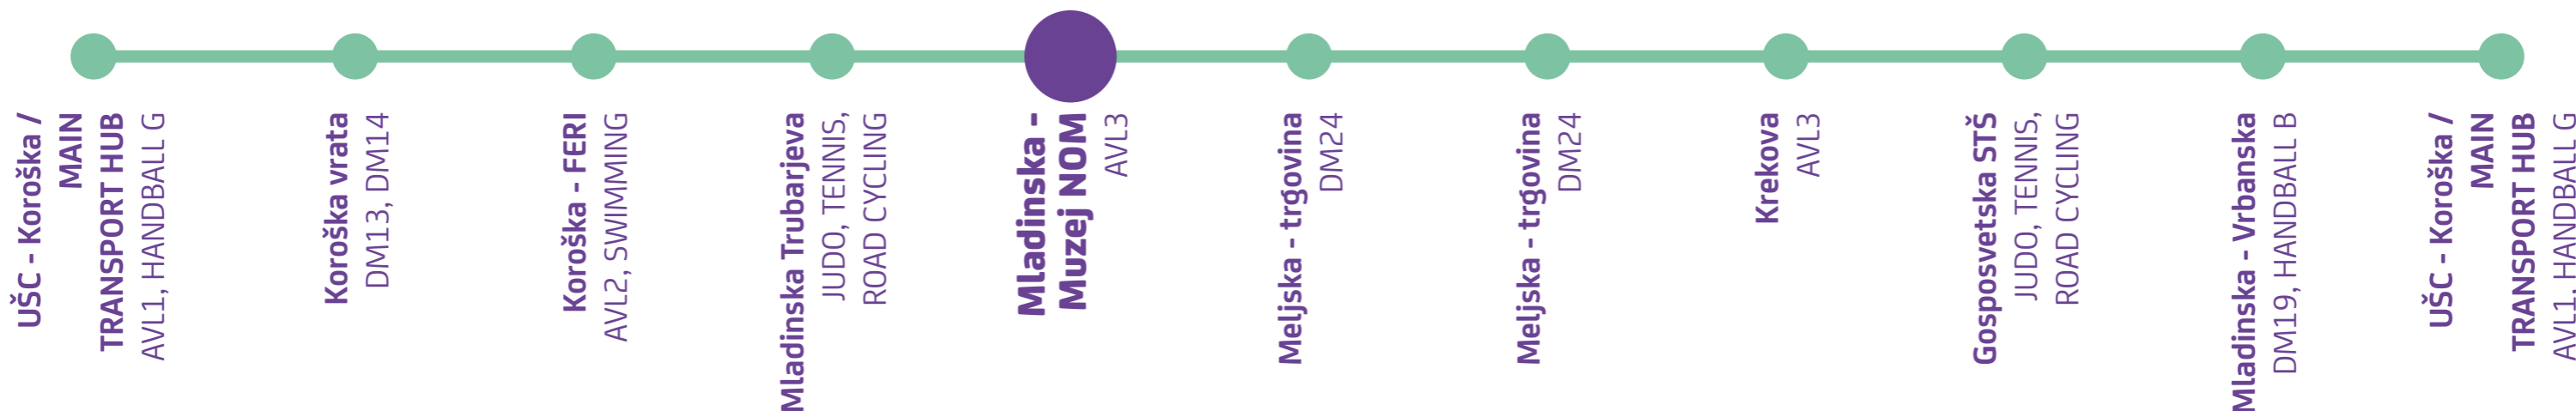 UŠC - Koroška /
MAIN
TRANSPORT HUB
AVL1, HANDBALL G
Koroška vrata
DM13, DM14
Koroška - FERI
AVL2, SWIMMING
Mladinska Trubarjeva
JUDO, TENNIS,
ROAD CYCLING
Mladinska -
Muzej NOM
AVL3
Meljska - trgovina
DM24
Meljska - trgovina
DM24
Krekova
AVL3
Gosposvetska STŠ
JUDO, TENNIS,
ROAD CYCLING
Mladinska - Vrbanska
DM19, HANDBALL B
UŠC - Koroška /
MAIN
TRANSPORT HUB
AVL1, HANDBALL G